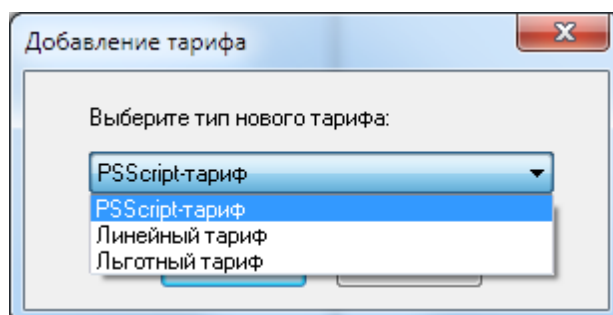 Добавление тарифа
Выберите тип нового тарифа:
PSScript-тариф
PSScript-тариф
Линейный тариф
Льготный тариф